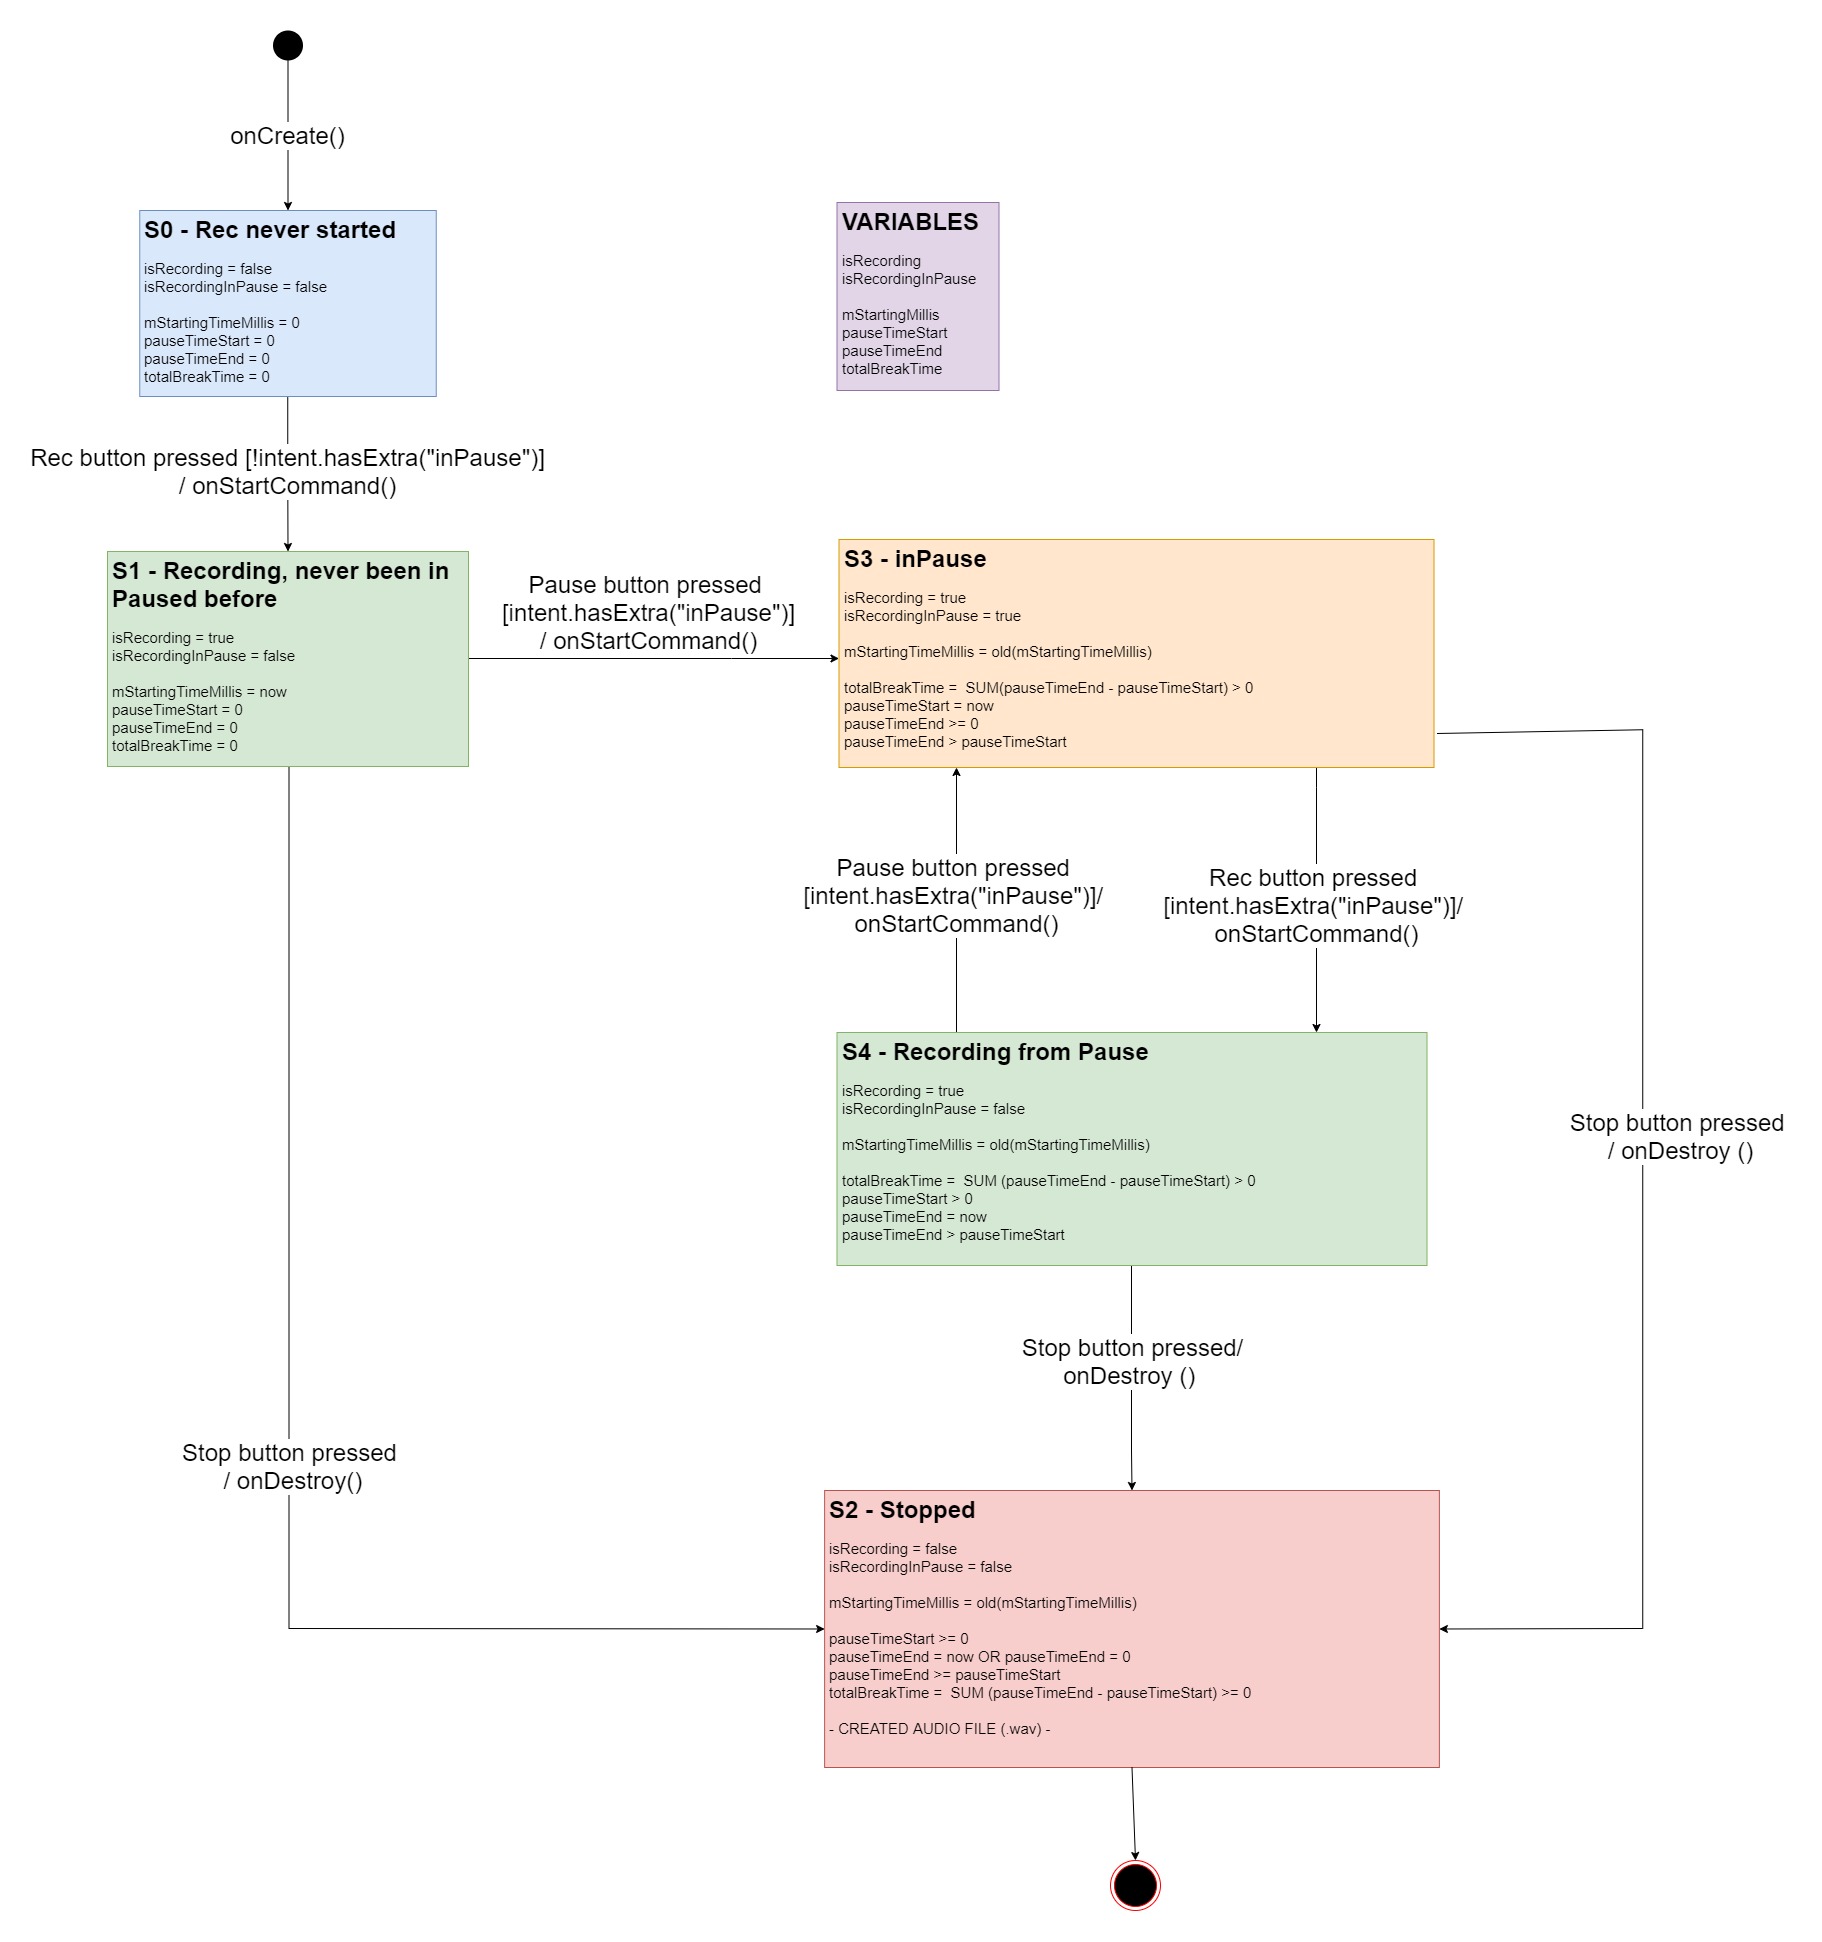 onCreate()
S0 - Rec never started
isRecording = false
isRecordingInPause = false
mStartingTimeMillis = 0
pauseTimeStart = 0
pauseTimeEnd = 0
totalBreakTime = 0
VARIABLES
isRecording
isRecordingInPause
mStartingMillis
pauseTimeStart
pauseTimeEnd
totalBreakTime
Rec button pressed [!intent.hasExtra("inPause")]
/ onStartCommand()
S1 - Recording, never been in
Paused before
isRecording = true
isRecordingInPause = false
mStartingTimeMillis = now
pauseTimeStart = 0
pauseTimeEnd = 0
totalBreakTime = 0
Pause button pressed
[intent.hasExtra("inPause")]
/ onStartCommand()
S3 - inPause
isRecording = true
isRecordingInPause = true
mStartingTimeMillis = old(mStartingTimeMillis)
totalBreakTime =  SUM(pauseTimeEnd - pauseTimeStart) > 0
pauseTimeStart = now
pauseTimeEnd >= 0
pauseTimeEnd > pauseTimeStart
Pause button pressed
[intent.hasExtra("inPause")]/
onStartCommand()
Rec button pressed
[intent.hasExtra("inPause")]/
onStartCommand()
S4 - Recording from Pause
isRecording = true
isRecordingInPause = false
mStartingTimeMillis = old(mStartingTimeMillis)
totalBreakTime =  SUM (pauseTimeEnd - pauseTimeStart) > 0
pauseTimeStart > 0
pauseTimeEnd = now
pauseTimeEnd > pauseTimeStart
Stop button pressed
/ onDestroy ()
Stop button pressed/
onDestroy ()
Stop button pressed
/ onDestroy()
S2 - Stopped
isRecording = false
isRecordingInPause = false
mStartingTimeMillis = old(mStartingTimeMillis)
pauseTimeStart >= 0
pauseTimeEnd = now OR pauseTimeEnd = 0
pauseTimeEnd >= pauseTimeStart
totalBreakTime =  SUM (pauseTimeEnd - pauseTimeStart) >= 0
- CREATED AUDIO FILE (.wav) -